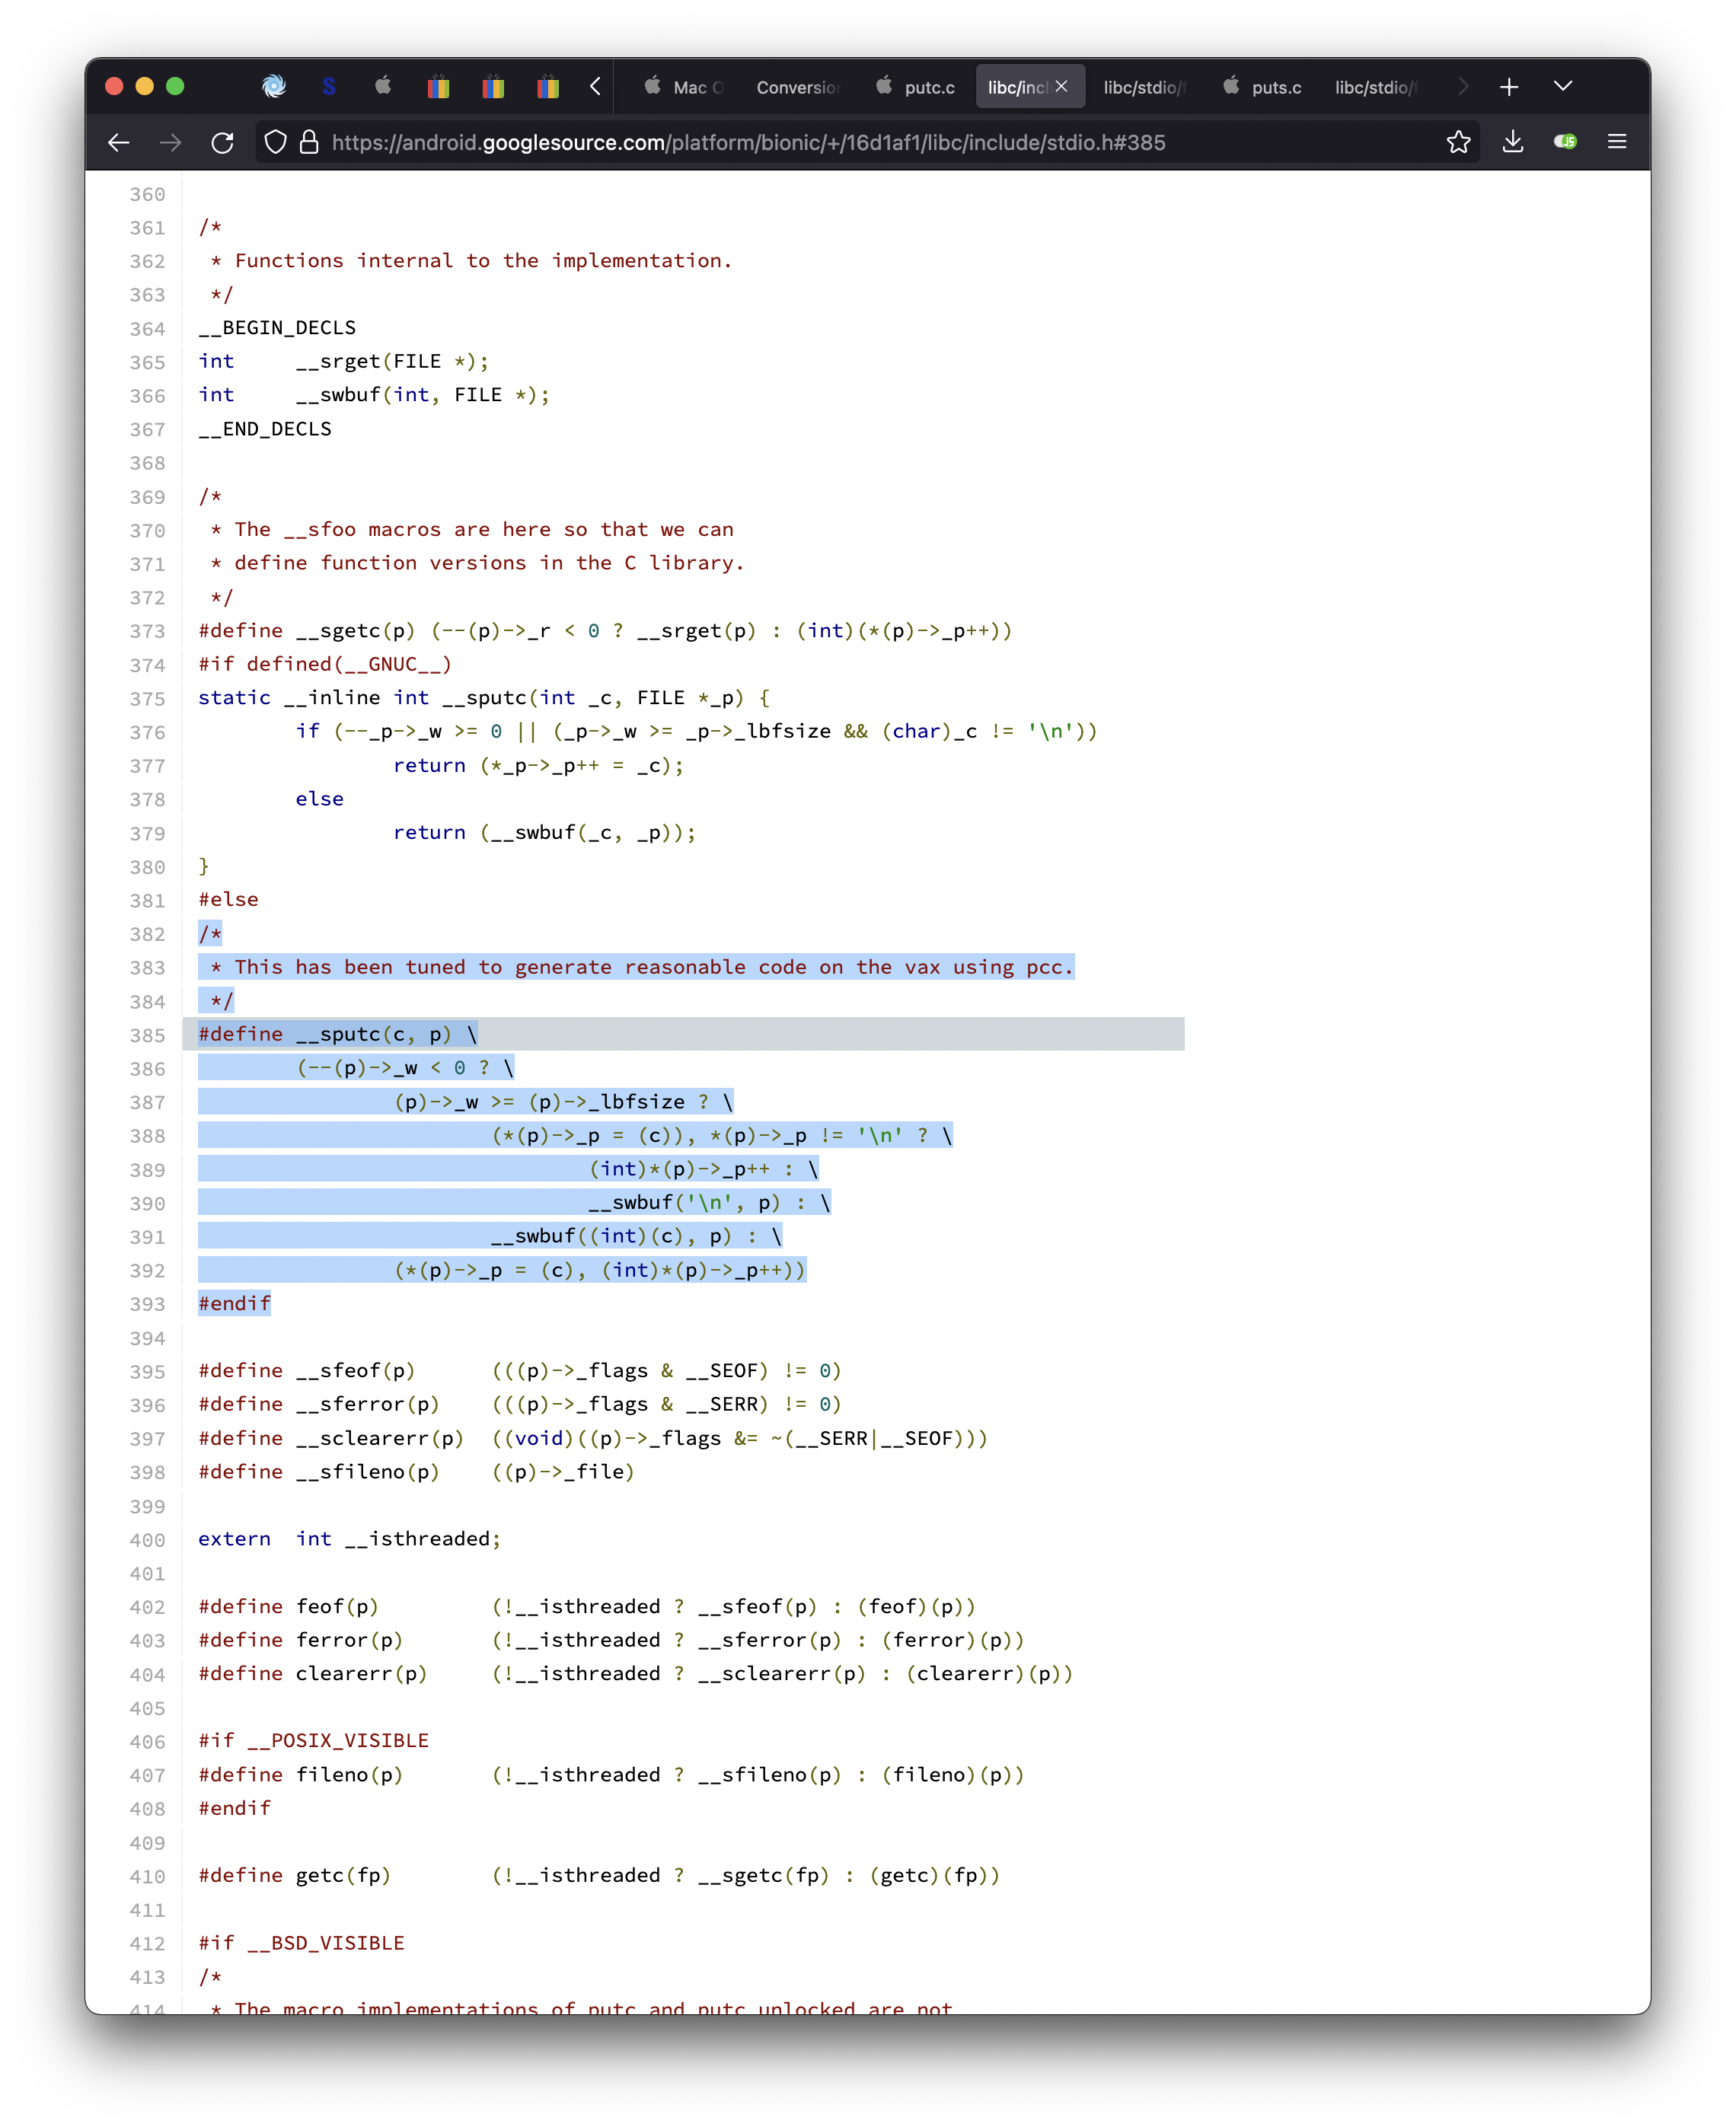 S
Mac O
Conversion
putc.c
libc/incl
libc/stdio/f
puts.c
libc/stdio/f
https://android.googlesource.com/platform/bionic/+/16d1af1/libc/include/stdio.h#385
JS
360
361 /*
362  * Functions internal to the implementation.
363  */
364 __BEGIN_DECLS
365 int     __srget(FILE *);
366 int     __swbuf(int, FILE *);
367 __END_DECLS
368
369 /*
370  * The __sfoo macros are here so that we can
371  * define function versions in the C library.
372  */
373 #define __sgetc(p) (--(p)->_r < 0 ? __srget(p) : (int)(*(p)->_p++))
374 #if defined(__GNUC__)
375 static __inline int __sputc(int _c, FILE *_p) {
376         if (--_p->_w >= 0 || (_p->_w >= _p->_lbfsize && (char)_c != '\n'))
377                 return (*_p->_p++ = _c);
378         else
379                 return (__swbuf(_c, _p));
380 }
381 #else
382 /*
383  * This has been tuned to generate reasonable code on the vax using pcc.
384  */
385 #define __sputc(c, p) \
386         (--(p)->_w < 0 ? \
387                 (p)->_w >= (p)->_lbfsize ? \
388                         (*(p)->_p = (c)), *(p)->_p != '\n' ? \
389                                 (int)*(p)->_p++ : \
390                                 __swbuf('\n', p) : \
391                         __swbuf((int)(c), p) : \
392                 (*(p)->_p = (c), (int)*(p)->_p++))
393 #endif
394
395 #define __sfeof(p)      (((p)->_flags & __SEOF) != 0)
396 #define __sferror(p)    (((p)->_flags & __SERR) != 0)
397 #define __sclearerr(p)  ((void)((p)->_flags &= ~(__SERR|__SEOF)))
398 #define __sfileno(p)    ((p)->_file)
399
400 extern  int __isthreaded;
401
402 #define feof(p)         (!__isthreaded ? __sfeof(p) : (feof)(p))
403 #define ferror(p)       (!__isthreaded ? __sferror(p) : (ferror)(p))
404 #define clearerr(p)     (!__isthreaded ? __sclearerr(p) : (clearerr)(p))
405
406 #if __POSIX_VISIBLE
407 #define fileno(p)       (!__isthreaded ? __sfileno(p) : (fileno)(p))
408 #endif
409
410 #define getc(fp)        (!__isthreaded ? __sgetc(fp) : (getc)(fp))
411
412 #if __BSD_VISIBLE
413 /*
414  * The macro implementations of putc and putc_unlocked are not